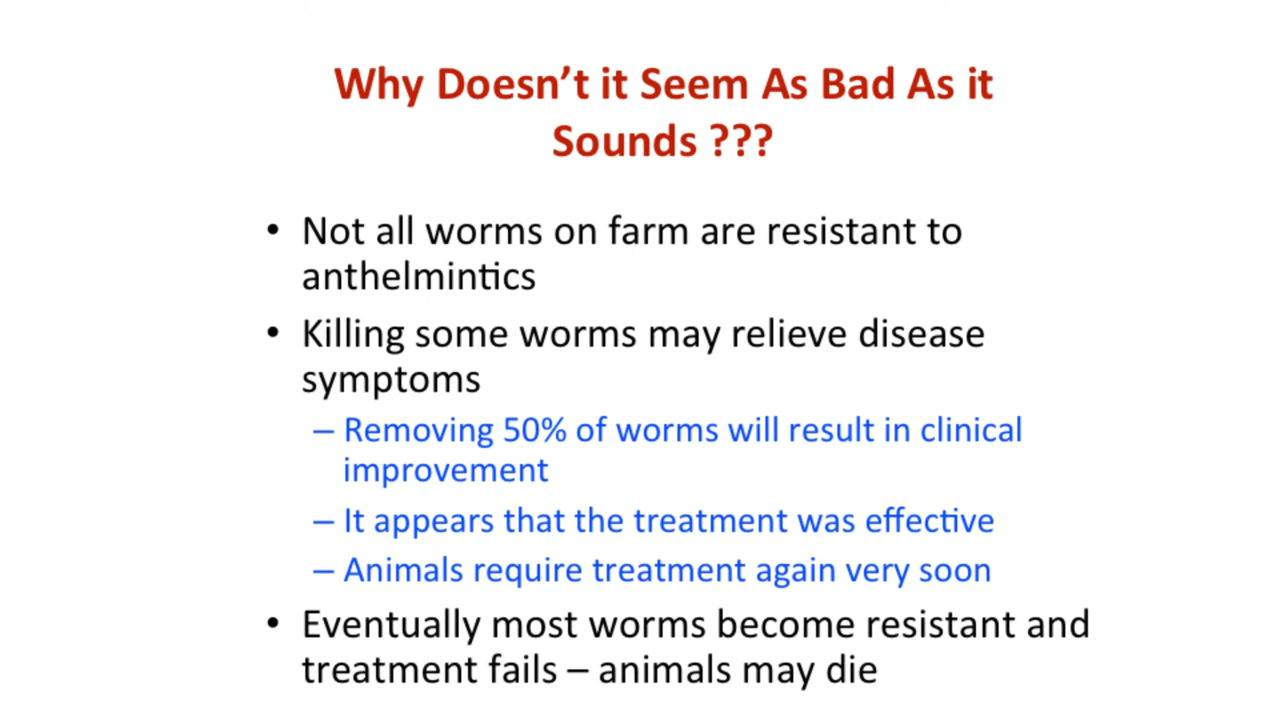 Why Doesn’t it Seem As Bad As it
Sounds ???
• Not all worms on farm are resistant to
anthelmintics
• Killing some worms may relieve disease
symptoms
– Removing 50% of worms will result in clinical
improvement
– It appears that the treatment was effective
– Animals require treatment again very soon
• Eventually most worms become resistant and
treatment fails – animals may die